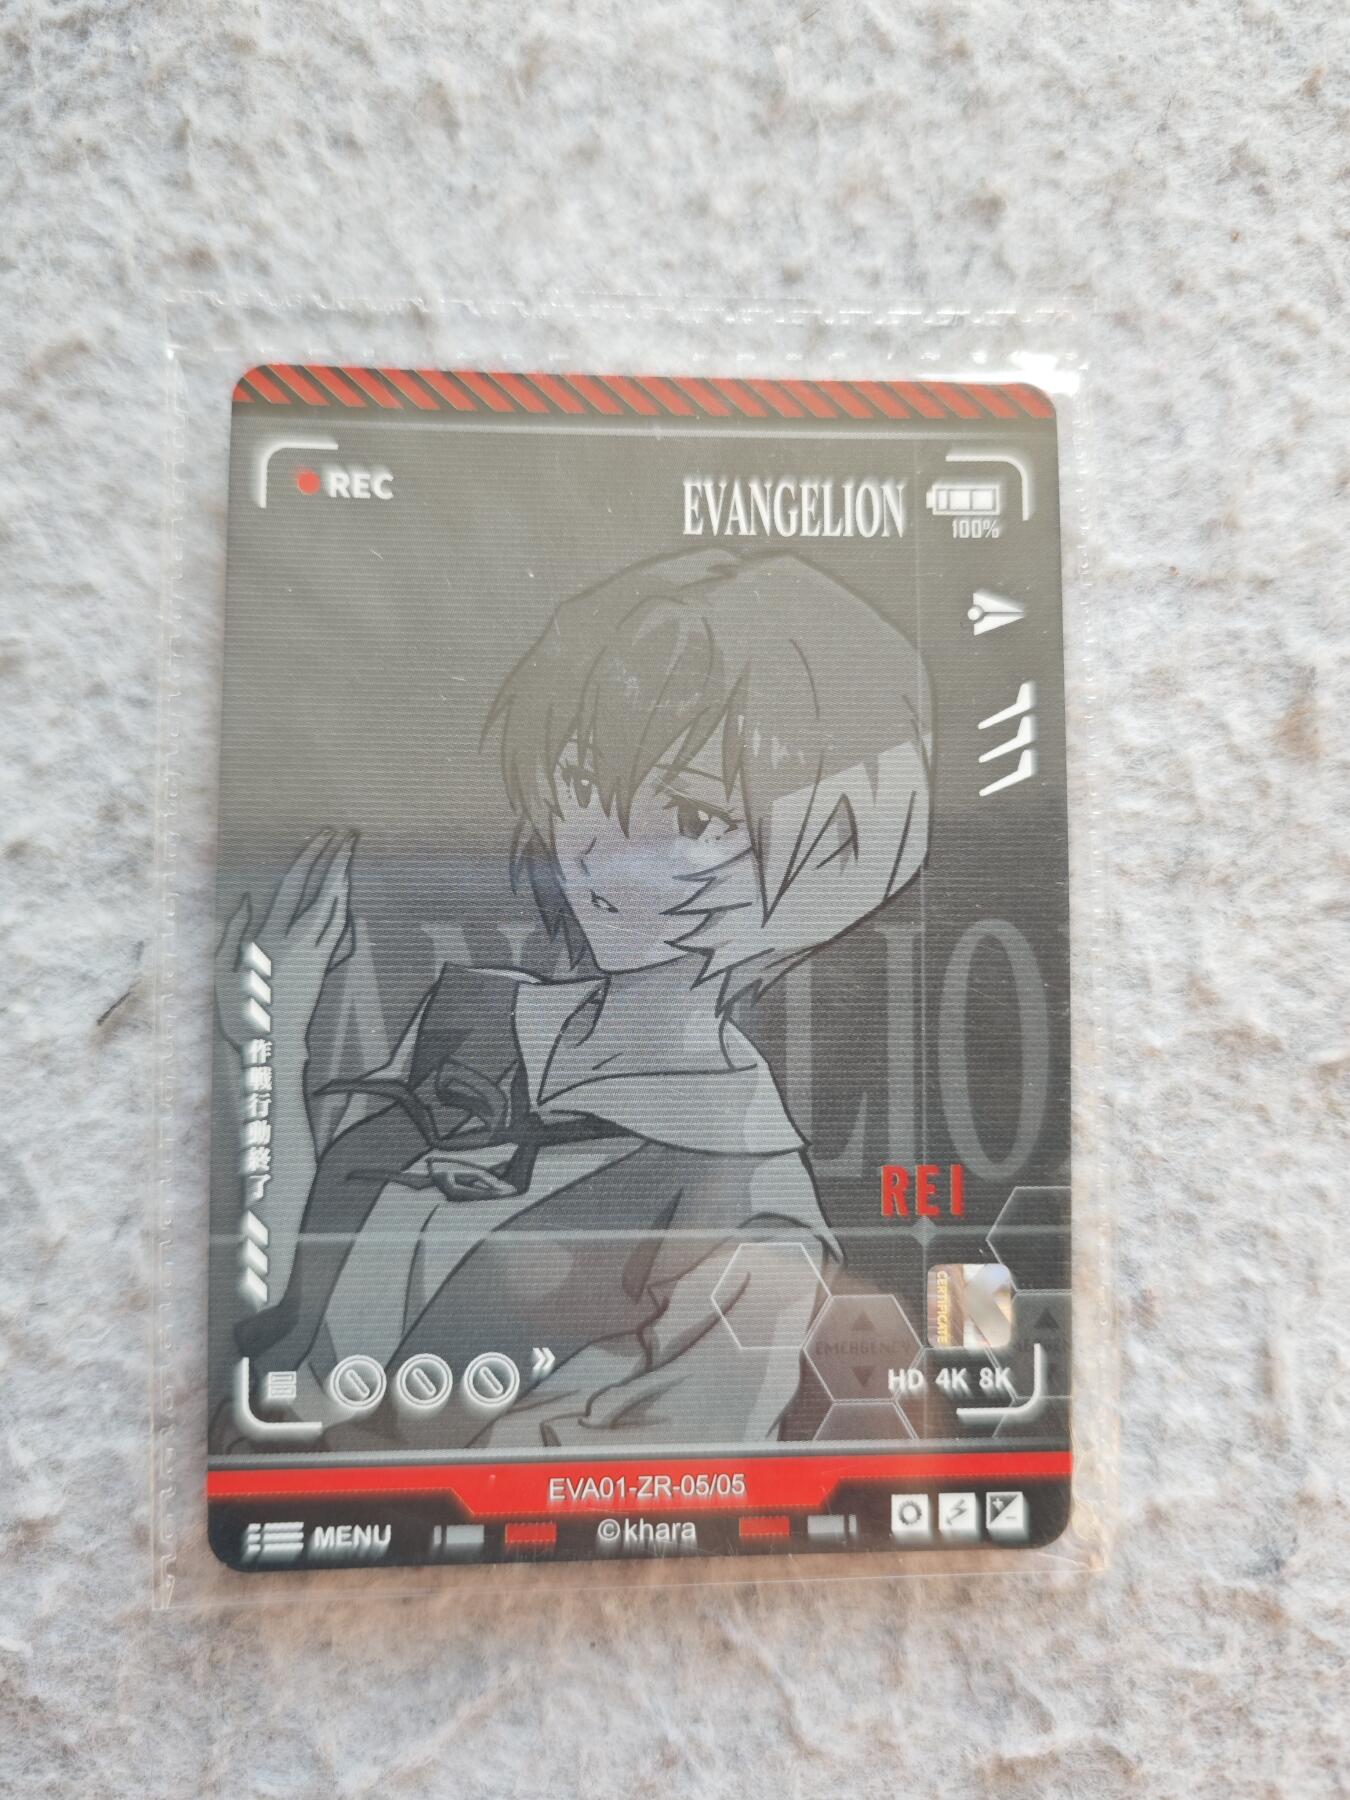 REC
EVANGELION
100%
作戦行動終了
REI
CERTIFICATE
EMERGENCY
HD 4K 8K
EVA01-ZR-05/05
MENU
©khara